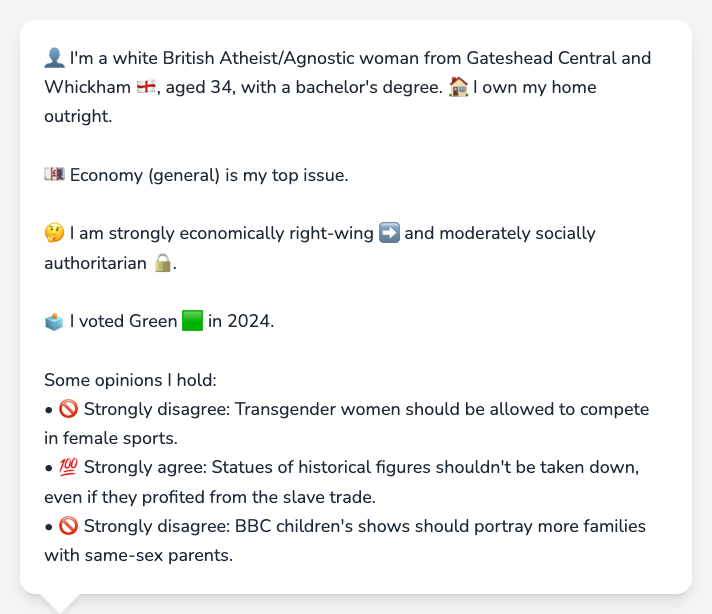 👤 I'm a white British Atheist/Agnostic woman from Gateshead Central and
Whickham 🏴󠁧󠁢󠁥󠁮󠁧󠁿, aged 34, with a bachelor's degree. 🏠 I own my home
outright.
💷 Economy (general) is my top issue.
🤔 I am strongly economically right-wing ➡️ and moderately socially
authoritarian 🔒.
🗳️ I voted Green 🟩 in 2024.
Some opinions I hold:
• 🚫 Strongly disagree: Transgender women should be allowed to compete
in female sports.
• 💯 Strongly agree: Statues of historical figures shouldn't be taken down,
even if they profited from the slave trade.
• 🚫 Strongly disagree: BBC children's shows should portray more families
with same-sex parents.